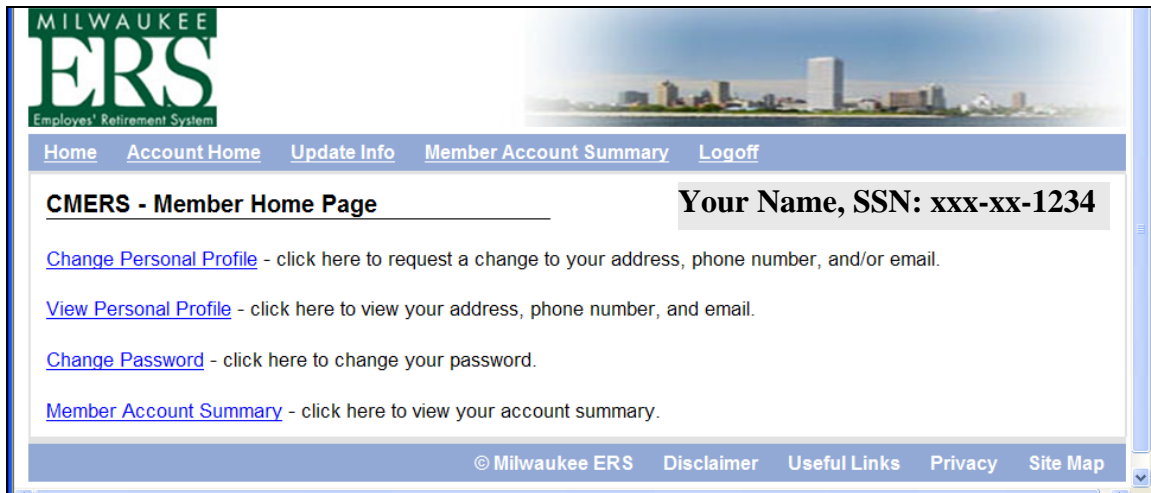 MILWAUKEE
ERS
Employes' Retirement System
Home Account Home Update Info Member Account Summary Logoff
CMERS - Member Home Page
Your Name, SSN: xxx-xx-1234
Change Personal Profile - click here to request a change to your address, phone number, and/or email.
View Personal Profile - click here to view your address, phone number, and email.
Change Password - click here to change your password.
Member Account Summary - click here to view your account summary.
© Milwaukee ERS Disclaimer Useful Links Privacy Site Map